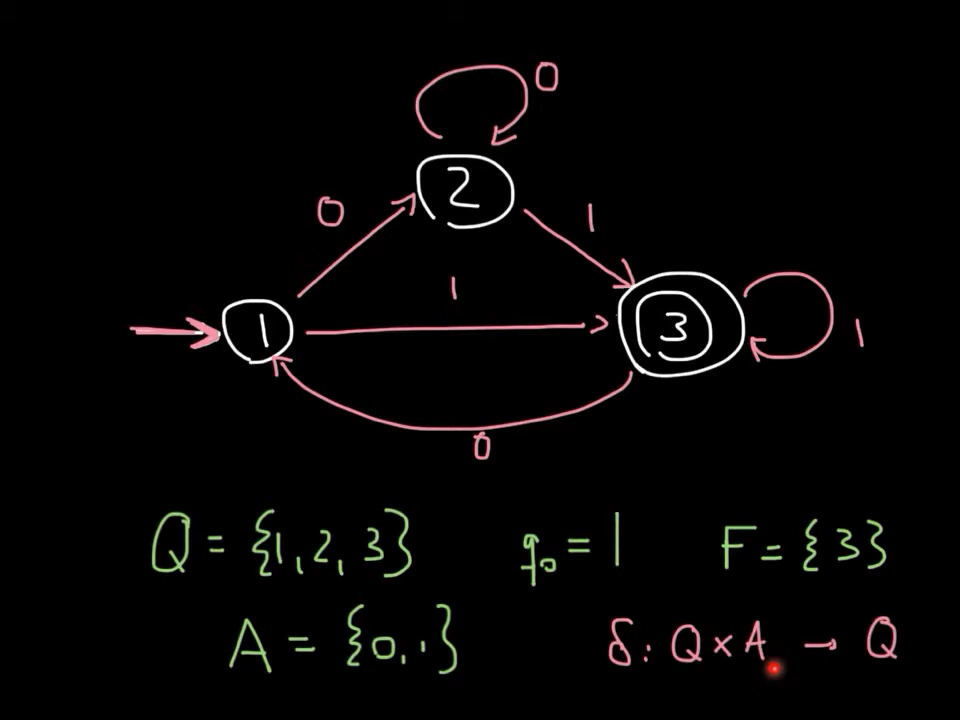 0
2
0
1
1
1
3
1
0
Q = {1, 2, 3}
q₀ = 1
F = {3}
A = {0, 1}
δ: Q × A → Q